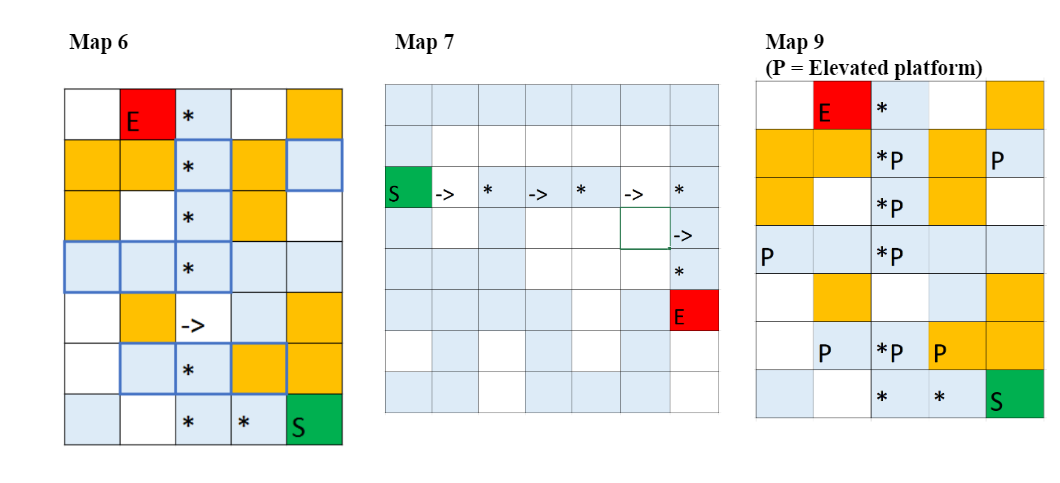 Map 6
E *
*
*
*
->
*
* * S
Map 7
S -> * -> * -> *
->
*
E
Map 9
(P = Elevated platform)
E *
*P P
*P
P *P
P *P P
* * S